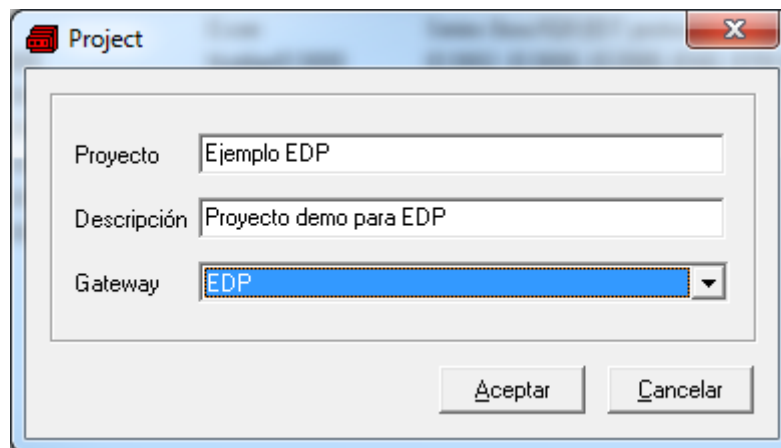 Project
Proyecto Ejemplo EDP
Descripción Proyecto demo para EDP
Gateway EDP
Aceptar Cancelar